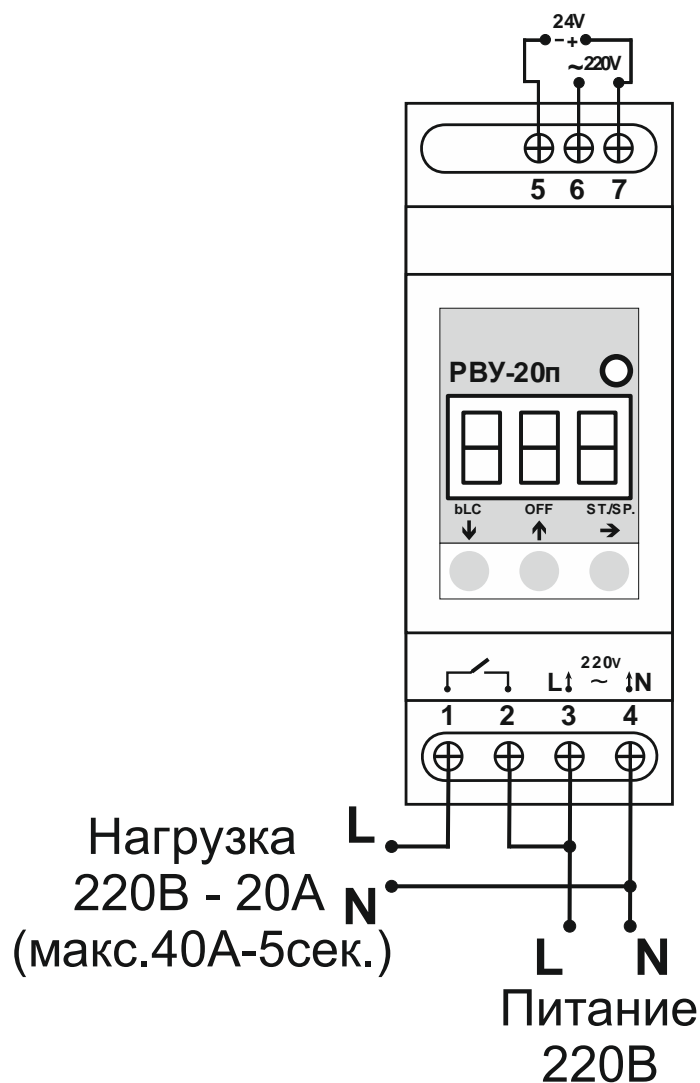 24V
- +
~220V
5 6 7
РВУ-20п
888
bLC OFF ST./SP.
↓ ↑ →
220V
L ~ N
1 2 3 4
Нагрузка L
220В - 20А N
(макс.40А-5сек.)
L N
Питание
220В